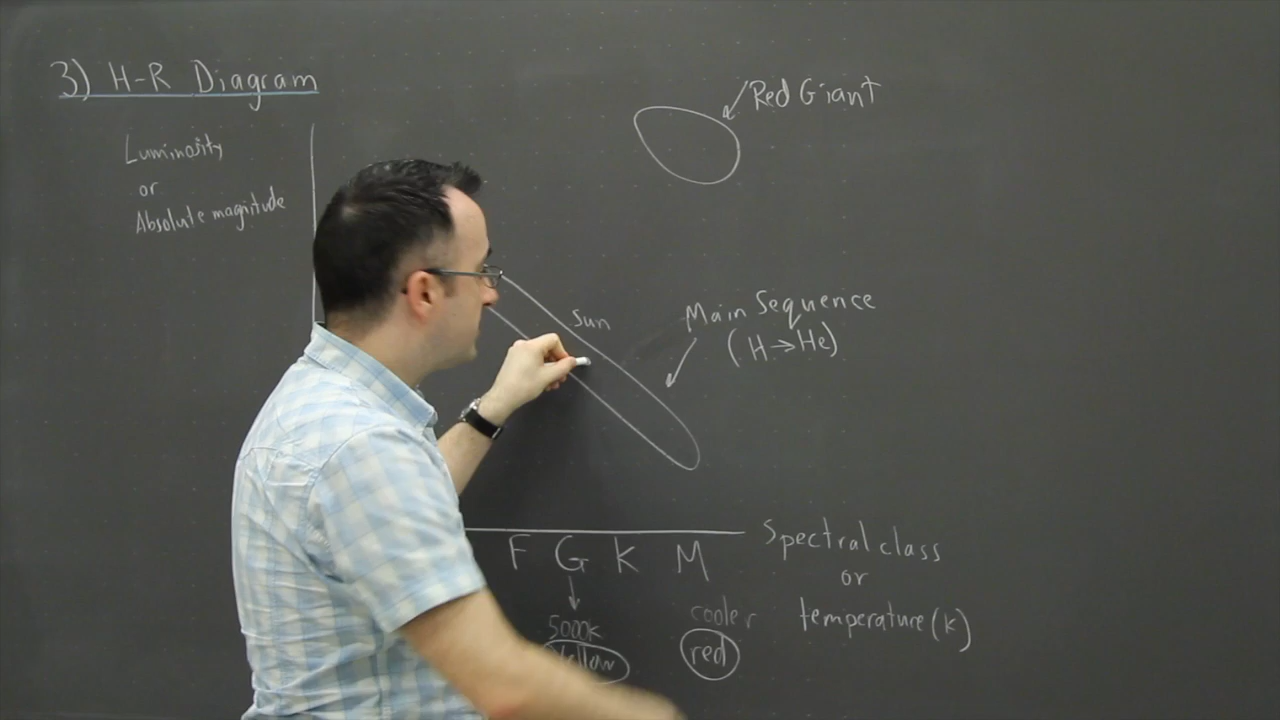 3) H-R Diagram
Luminosity
or
Absolute magnitude
Red Giant
Sun
Main Sequence
(H→He)
F G K M
Spectral class
or
temperature (K)
5000K
cooler
yellow
red